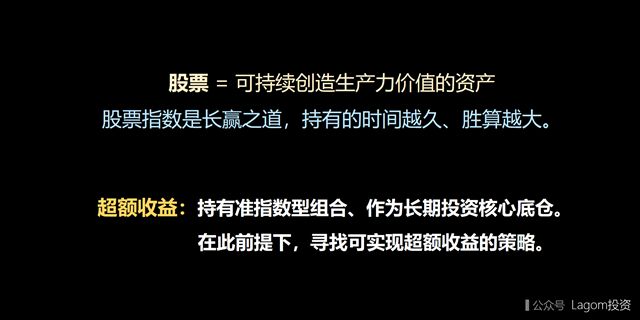 股票 = 可持续创造生产力价值的资产
股票指数是长赢之道，持有的时间越久、胜算越大。
超额收益：持有准指数型组合、作为长期投资核心底仓。
在此前提下，寻找可实现超额收益的策略。
公众号 Lagom投资